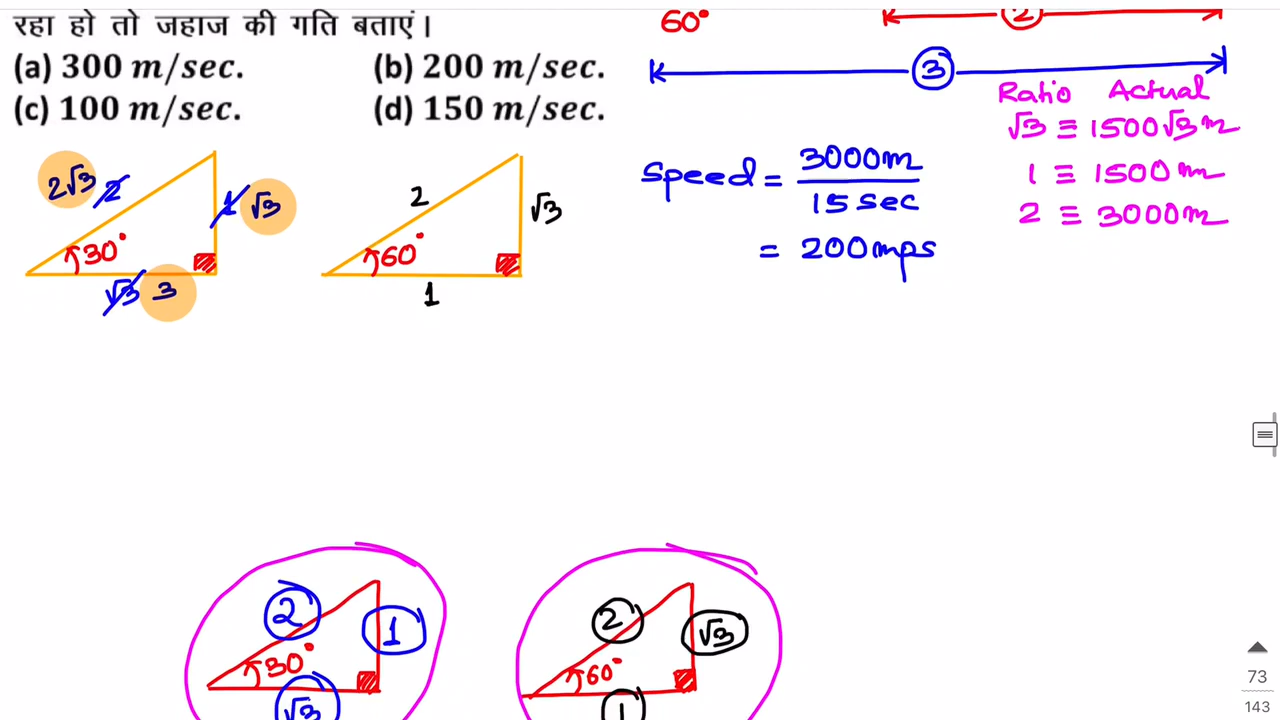 रहा हो तो जहाज की गति बताएं।
(a) 300 m/sec. (b) 200 m/sec.
(c) 100 m/sec. (d) 150 m/sec.
60°
2
3
Ratio Actual
√3 ≡ 1500√3 m
1 ≡ 1500 m
2 ≡ 3000 m
Speed = 3000m / 15 sec
= 200 mps
2√3 2
1 √3
30°
√3 3
2
√3
60°
1
2
1
30°
√3
2
√3
60°
1
73
143